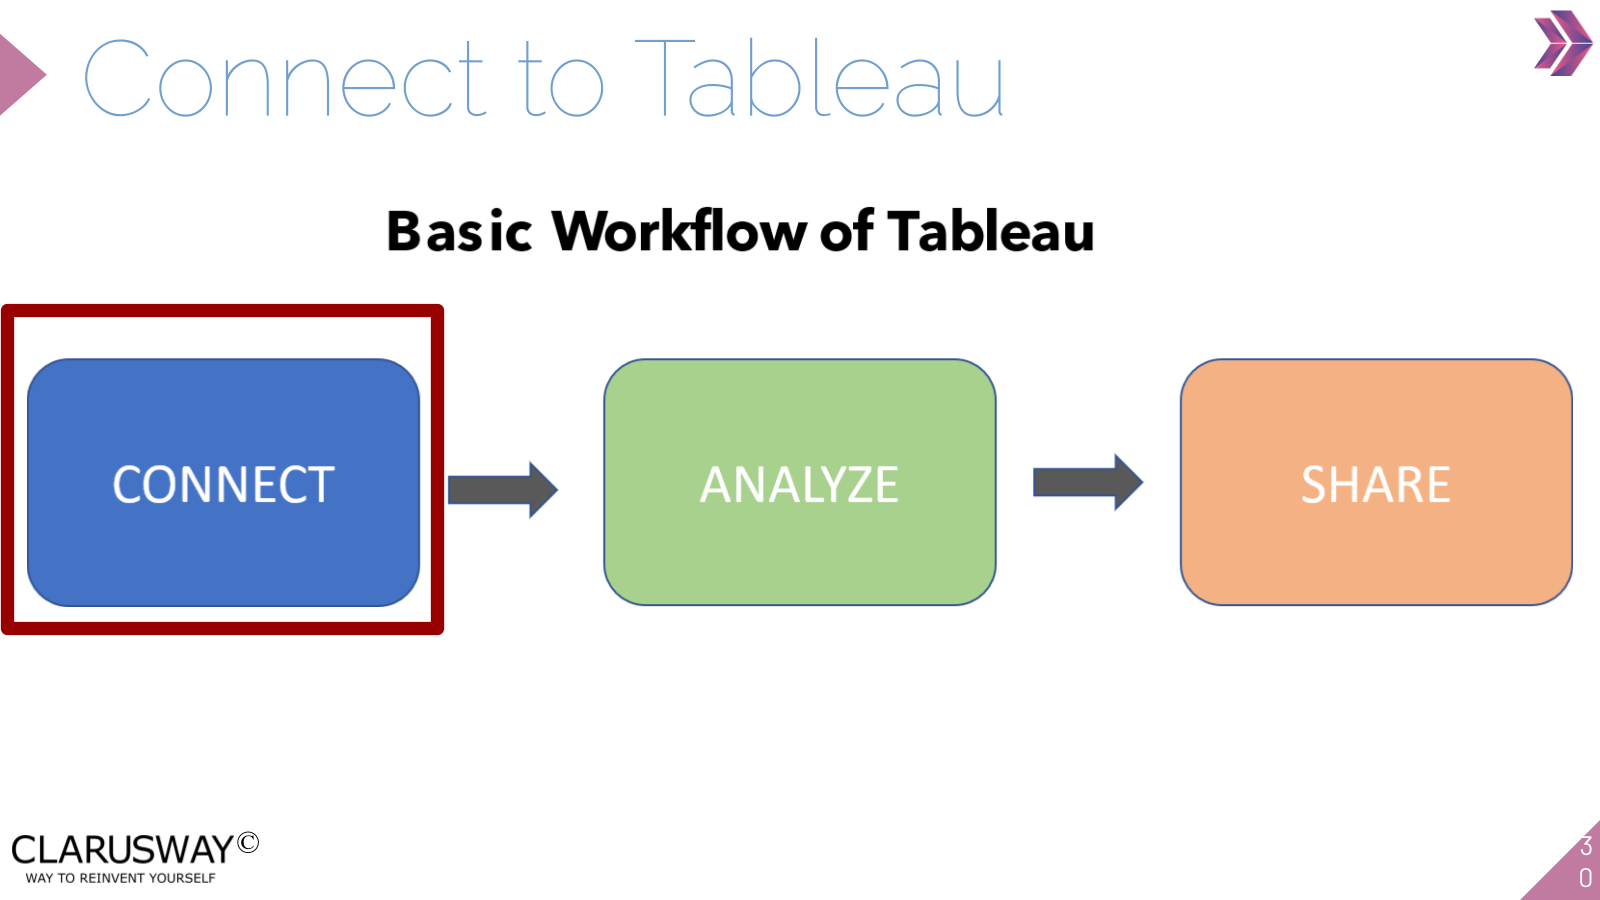 Connect to Tableau
Basic Workflow of Tableau
CONNECT
ANALYZE
SHARE
CLARUSWAY©
WAY TO REINVENT YOURSELF
3
0